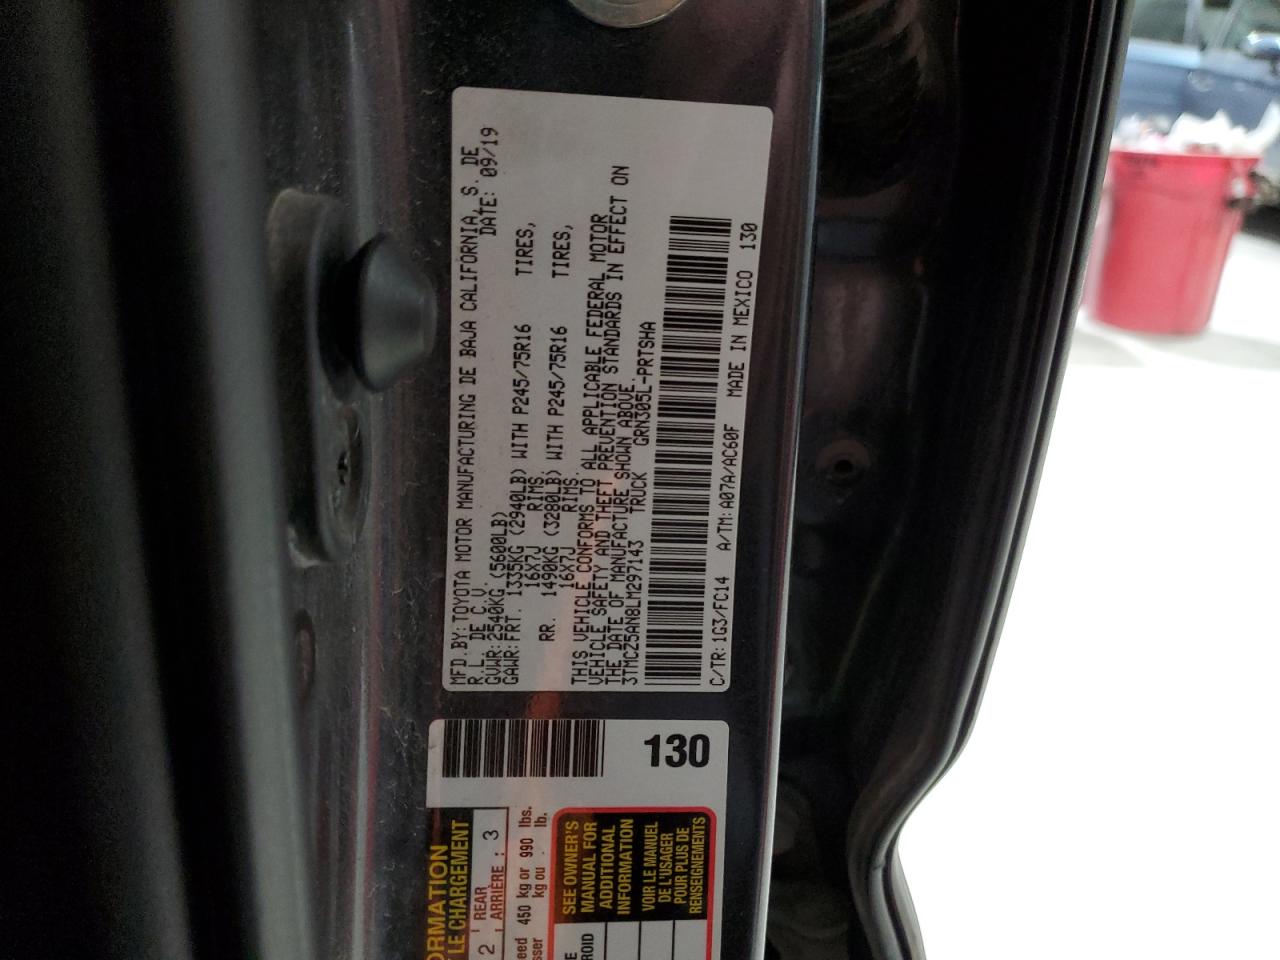 MFD.BY: TOYOTA MOTOR MANUFACTURING DE BAJA CALIFORNIA, S. DE
R.L. DE C.V. DATE: 09/19
GVWR: 2540KG (5600LB)
GAWR: FRT. 1335KG (2940LB) WITH P245/75R16 TIRES,
16X7J RIMS,
RR. 1490KG (3280LB) WITH P245/75R16 TIRES,
16X7J RIMS.
THIS VEHICLE CONFORMS TO ALL APPLICABLE FEDERAL MOTOR
VEHICLE SAFETY AND THEFT PREVENTION STANDARDS IN EFFECT ON
THE DATE OF MANUFACTURE SHOWN ABOVE.
3TMCZ5AN8LM297143 TRUCK GRN305L-PRTSHA
C/TR: 1G3/FC14 A/TM: A07A/AC60F MADE IN MEXICO 130
130
ORMATION
LE CHARGEMENT
2 REAR
ARRIÈRE : 3
eed 450 kg or 990 lbs.
sser kg ou lb.
SEE OWNER'S
MANUAL FOR
ADDITIONAL
INFORMATION
VOIR LE MANUEL
DE L'USAGER
POUR PLUS DE
RENSEIGNEMENTS
E
ROID